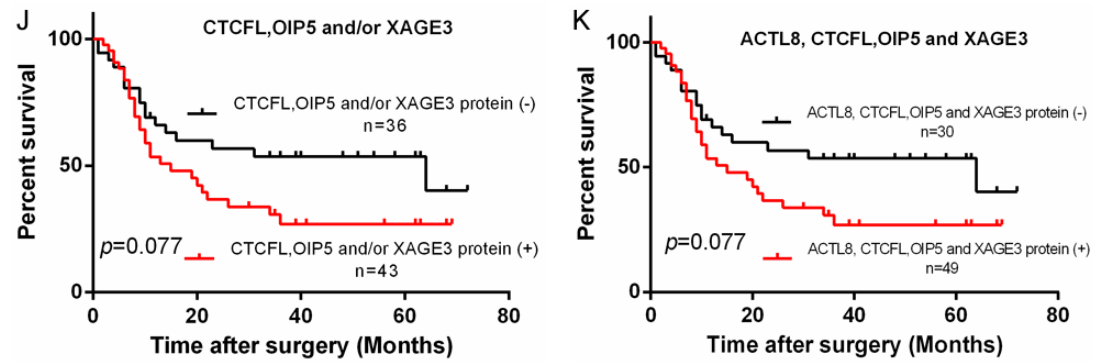 J
CTCFL,OIP5 and/or XAGE3
100
50
0
Percent survival
CTCFL,OIP5 and/or XAGE3 protein (-)
n=36
p=0.077
CTCFL,OIP5 and/or XAGE3 protein (+)
n=43
0 20 40 60 80
Time after surgery (Months)
K
ACTL8, CTCFL,OIP5 and XAGE3
100
50
0
Percent survival
ACTL8, CTCFL,OIP5 and XAGE3 protein (-)
n=30
p=0.077
ACTL8, CTCFL,OIP5 and XAGE3 protein (+)
n=49
0 20 40 60 80
Time after surgery (Months)